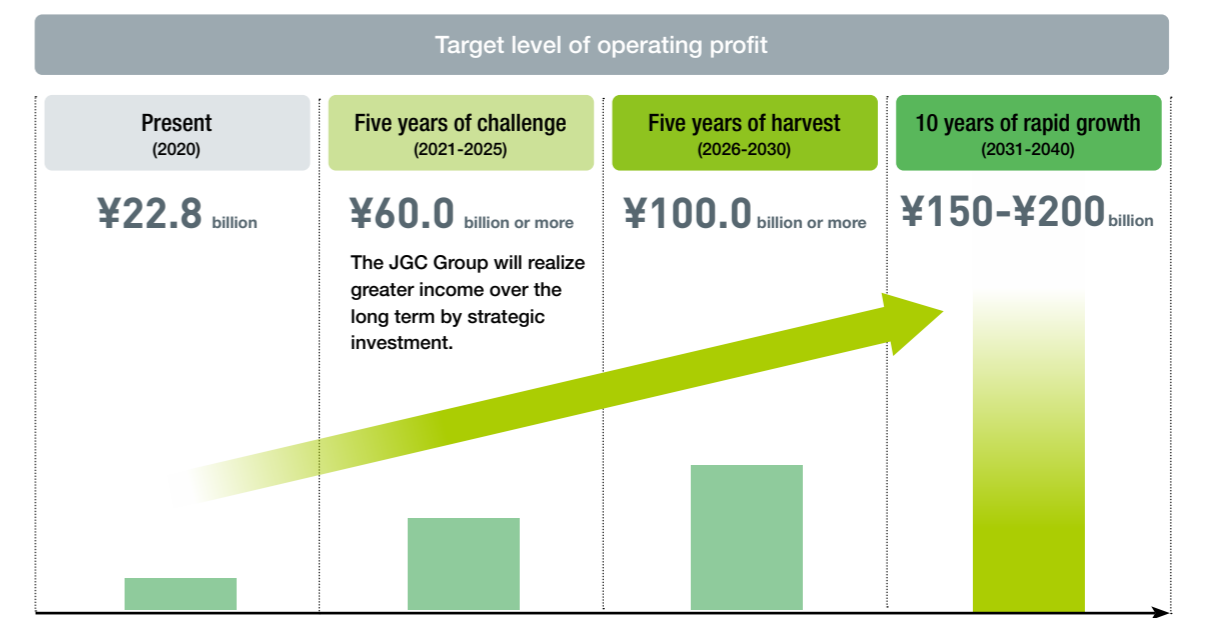 Target level of operating profit
Present
(2020)
¥22.8 billion
Five years of challenge
(2021-2025)
¥60.0 billion or more
The JGC Group will realize
greater income over the
long term by strategic
investment.
Five years of harvest
(2026-2030)
¥100.0 billion or more
10 years of rapid growth
(2031-2040)
¥150-¥200 billion